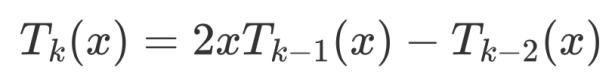 T_k(x) = 2xT_{k−1}(x) − T_{k−2}(x)